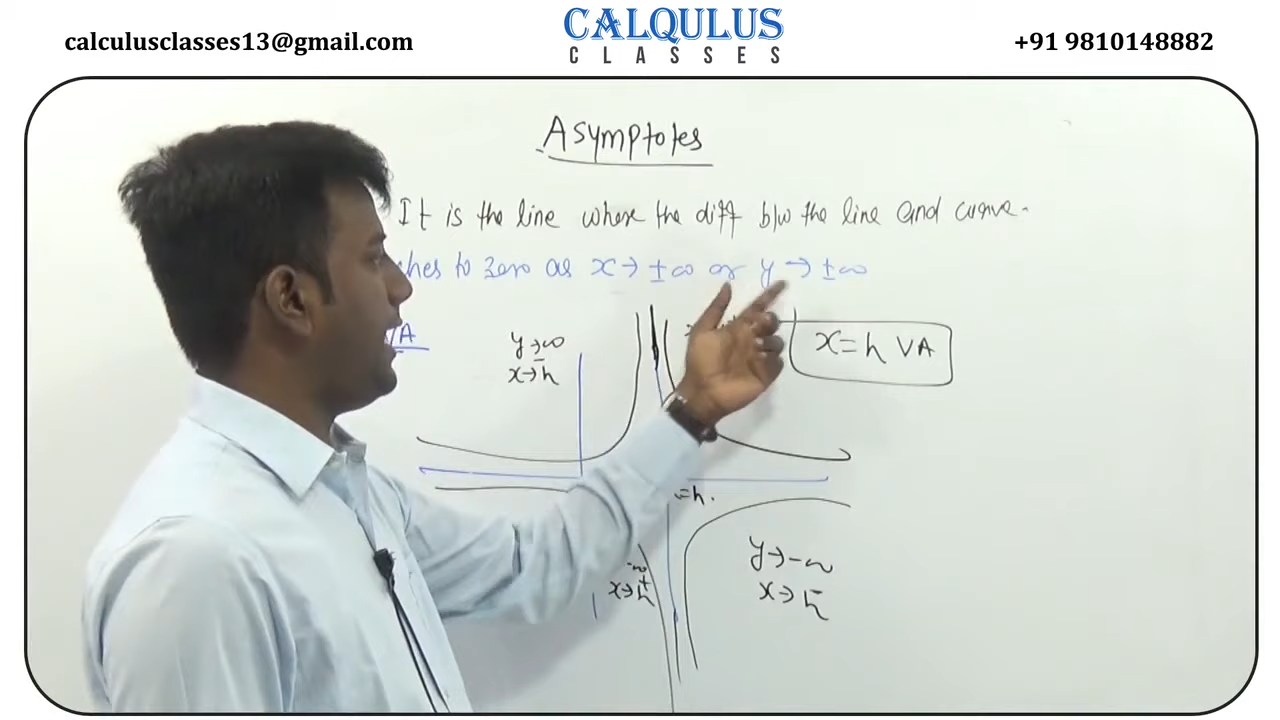 calculusclasses13@gmail.com
CALQULUS
CLASSES
+91 9810148882
Asymptotes
It is the line where the diff b/w the line and curve.
ches to zero as x → ±∞ or y → ±∞
VA
y→∞
x→h⁻
x=h VA
=h.
-∞
x→h⁺
y→-∞
x→h⁻